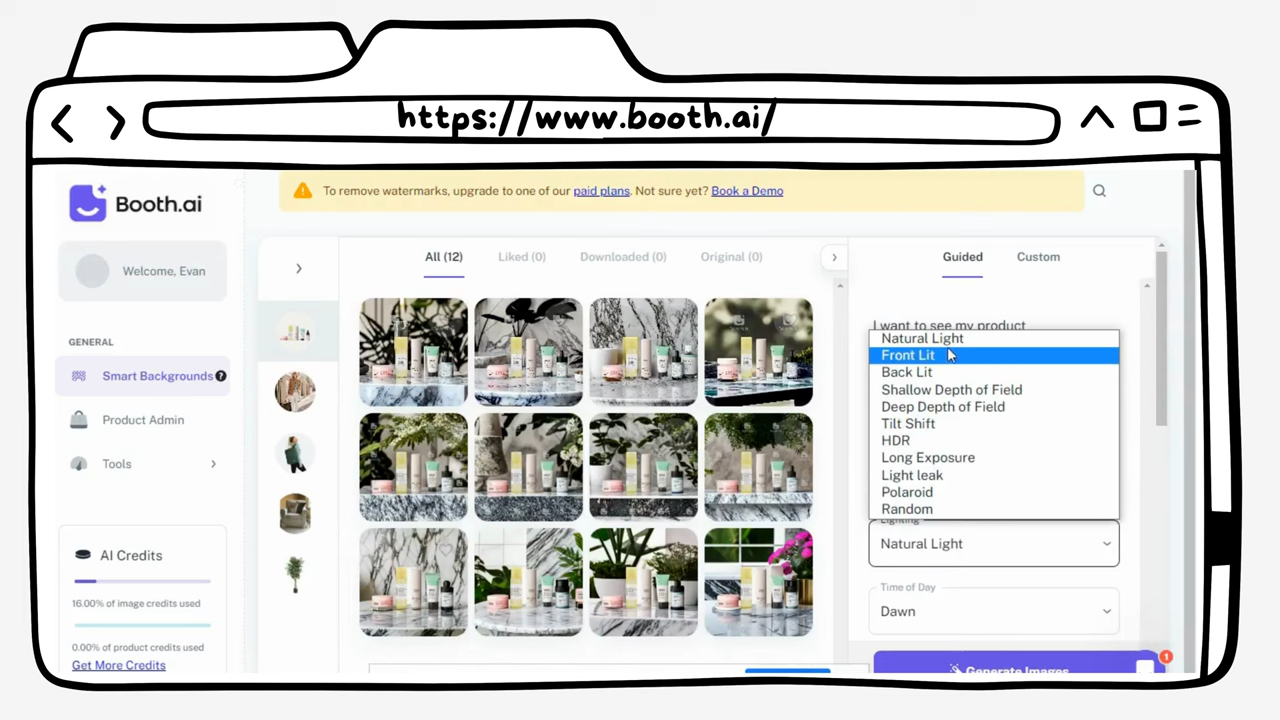 https://www.booth.ai/
Booth.ai
To remove watermarks, upgrade to one of our paid plans. Not sure yet? Book a Demo
Welcome, Evan
GENERAL
Smart Backgrounds ?
Product Admin
Tools
AI Credits
16.00% of image credits used
0.00% of product credits used
Get More Credits
All (12)
Liked (0)
Downloaded (0)
Original (0)
Guided
Custom
I want to see my product
Natural Light
Front Lit
Back Lit
Shallow Depth of Field
Deep Depth of Field
Tilt Shift
HDR
Long Exposure
Light leak
Polaroid
Random
Lighting
Natural Light
Time of Day
Dawn
Generate Images
1